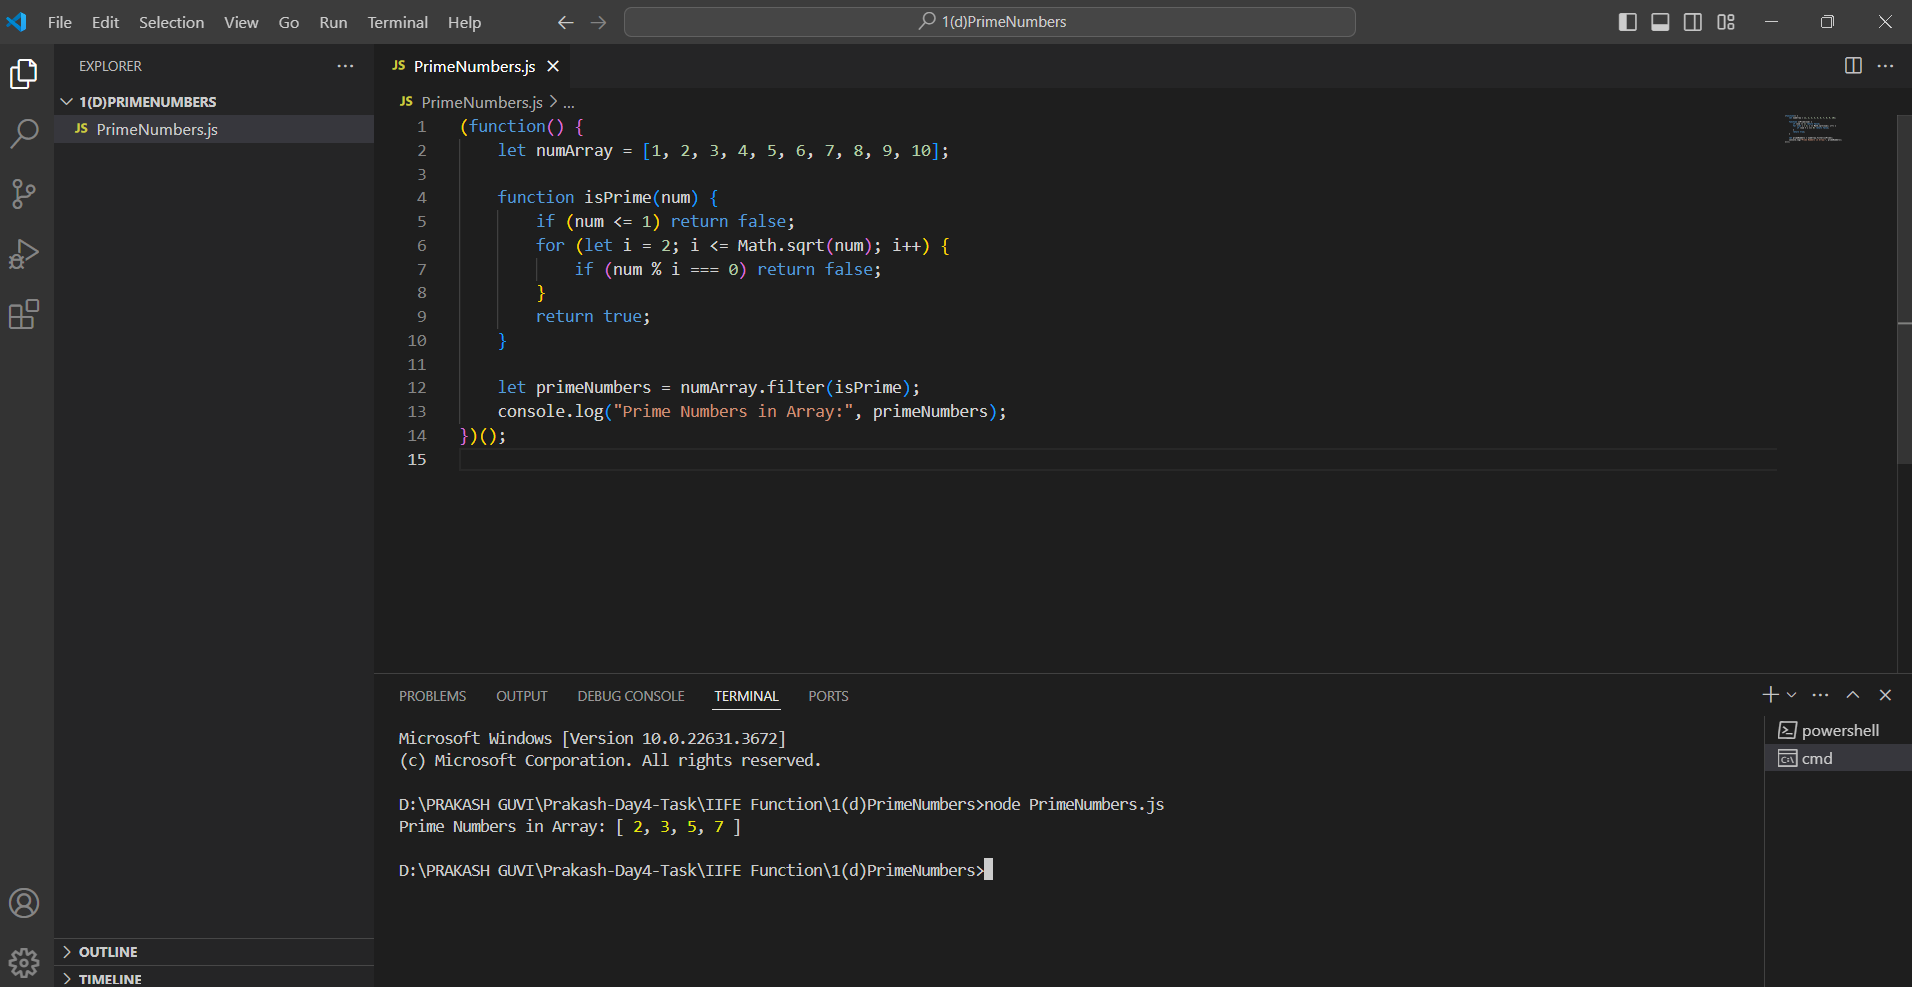 File Edit Selection View Go Run Terminal Help
1(d)PrimeNumbers
EXPLORER
1(D)PRIMENUMBERS
JS PrimeNumbers.js
OUTLINE
TIMELINE
JS PrimeNumbers.js
JS PrimeNumbers.js > ...
1 (function() {
2 let numArray = [1, 2, 3, 4, 5, 6, 7, 8, 9, 10];
3
4 function isPrime(num) {
5 if (num <= 1) return false;
6 for (let i = 2; i <= Math.sqrt(num); i++) {
7 if (num % i === 0) return false;
8 }
9 return true;
10 }
11
12 let primeNumbers = numArray.filter(isPrime);
13 console.log("Prime Numbers in Array:", primeNumbers);
14 })();
15
PROBLEMS OUTPUT DEBUG CONSOLE TERMINAL PORTS
Microsoft Windows [Version 10.0.22631.3672]
(c) Microsoft Corporation. All rights reserved.
D:\PRAKASH GUVI\Prakash-Day4-Task\IIFE Function\1(d)PrimeNumbers>node PrimeNumbers.js
Prime Numbers in Array: [ 2, 3, 5, 7 ]
D:\PRAKASH GUVI\Prakash-Day4-Task\IIFE Function\1(d)PrimeNumbers>
powershell
cmd